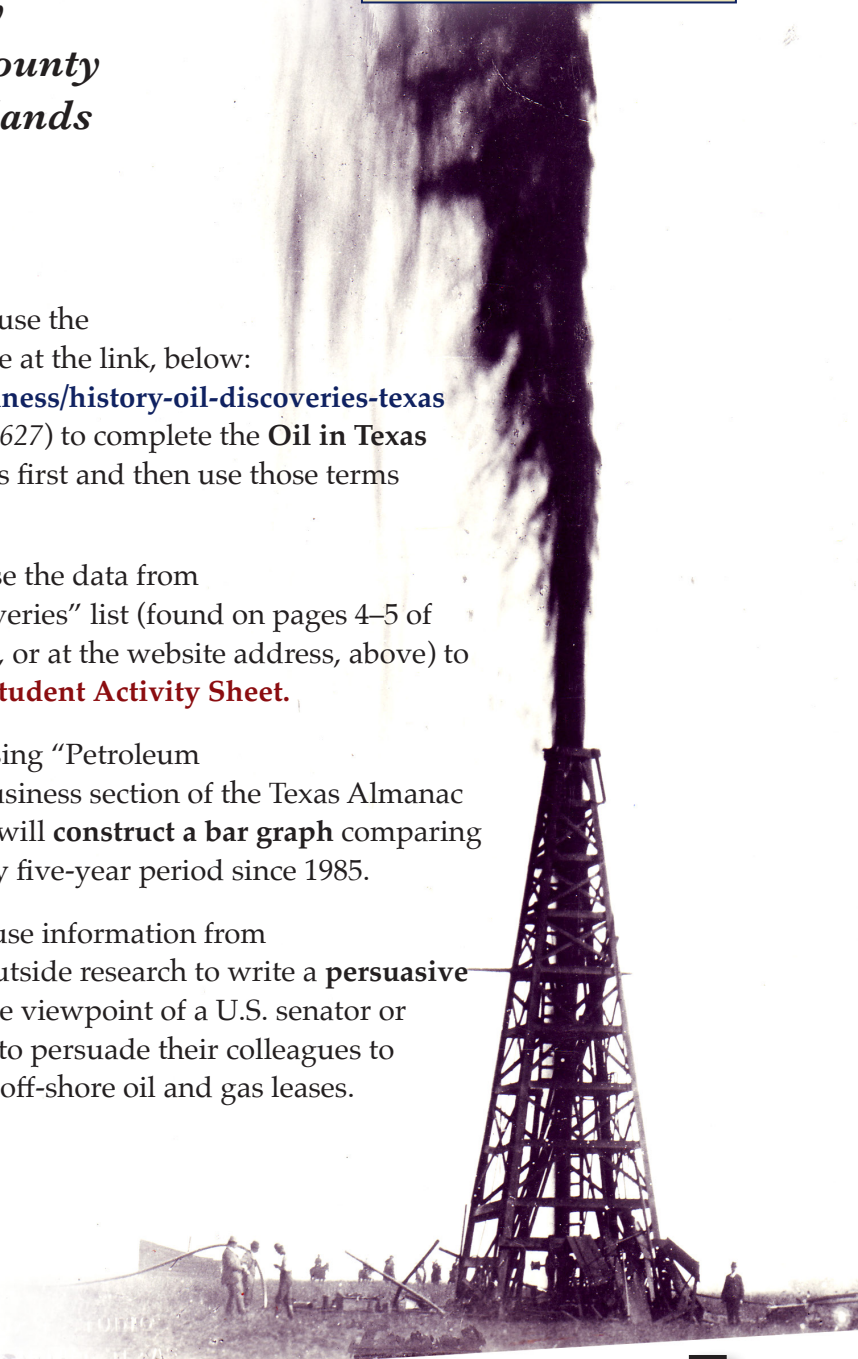 ounty
ands
use the
e at the link, below:
iness/history-oil-discoveries-texas
627) to complete the Oil in Texas
s first and then use those terms
se the data from
veries” list (found on pages 4–5 of
, or at the website address, above) to
tudent Activity Sheet.
sing “Petroleum
usiness section of the Texas Almanac
will construct a bar graph comparing
y five-year period since 1985.
use information from
utside research to write a persuasive
e viewpoint of a U.S. senator or
to persuade their colleagues to
off-shore oil and gas leases.